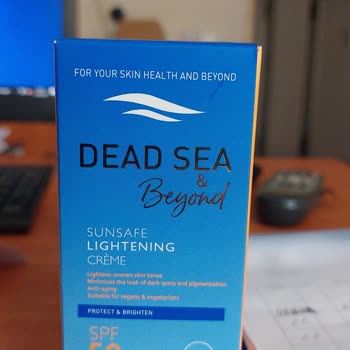 FOR YOUR SKIN HEALTH AND BEYOND
DEAD SEA
& Beyond
SUNSAFE
LIGHTENING
CRÈME
Lightens uneven skin tones
Minimises the look of dark spots and pigmentation
Anti-aging
Suitable for vegans & vegetarians
PROTECT & BRIGHTEN
SPF
50